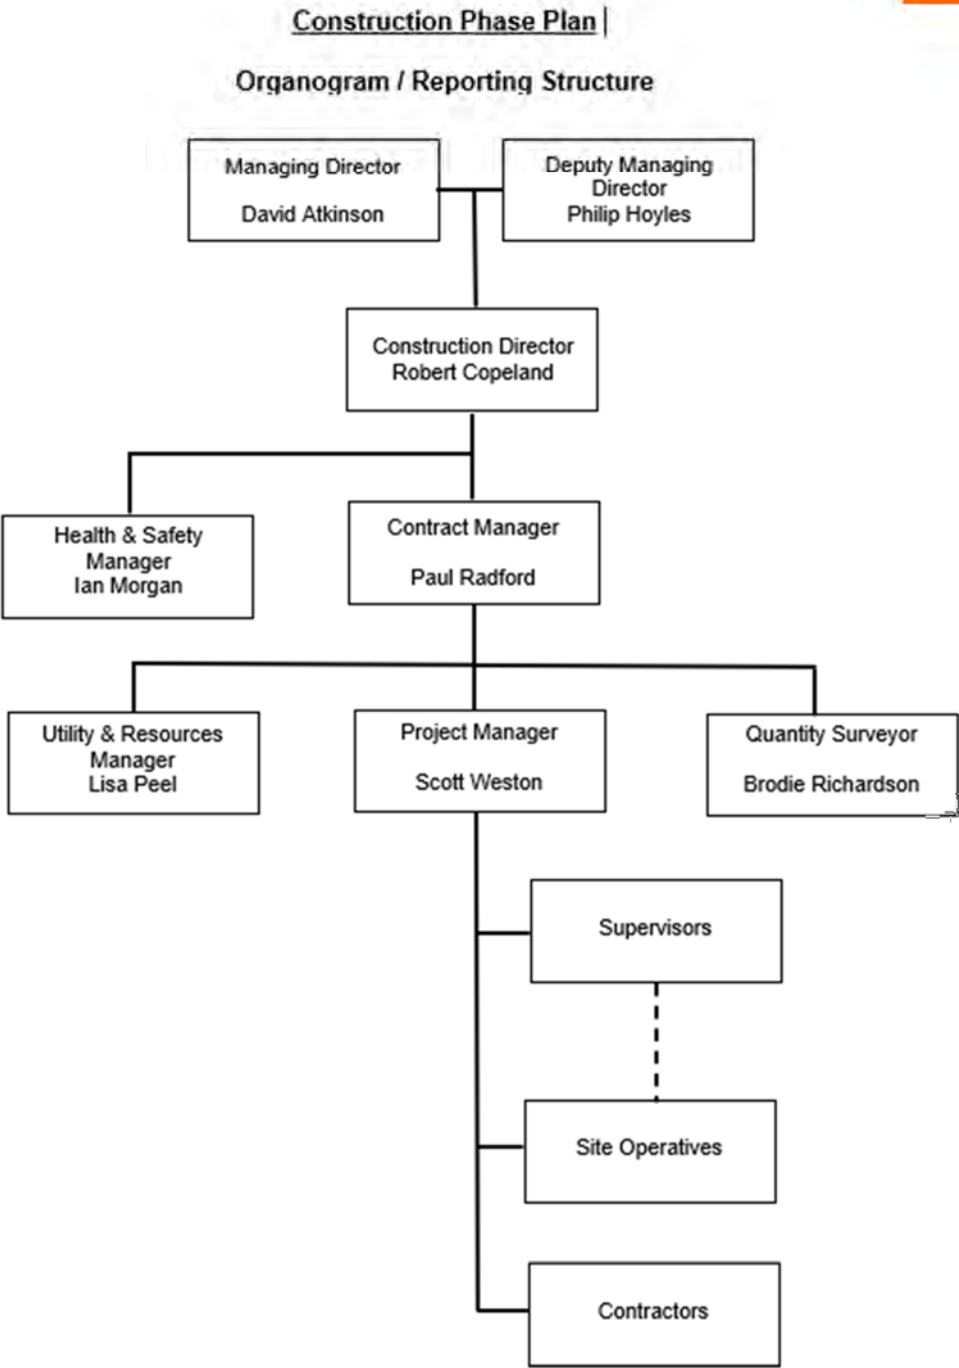 Construction Phase Plan
Organogram / Reporting Structure
Managing Director
David Atkinson
Deputy Managing
Director
Philip Hoyles
Construction Director
Robert Copeland
Health & Safety
Manager
Ian Morgan
Contract Manager
Paul Radford
Utility & Resources
Manager
Lisa Peel
Project Manager
Scott Weston
Quantity Surveyor
Brodie Richardson
Supervisors
Site Operatives
Contractors